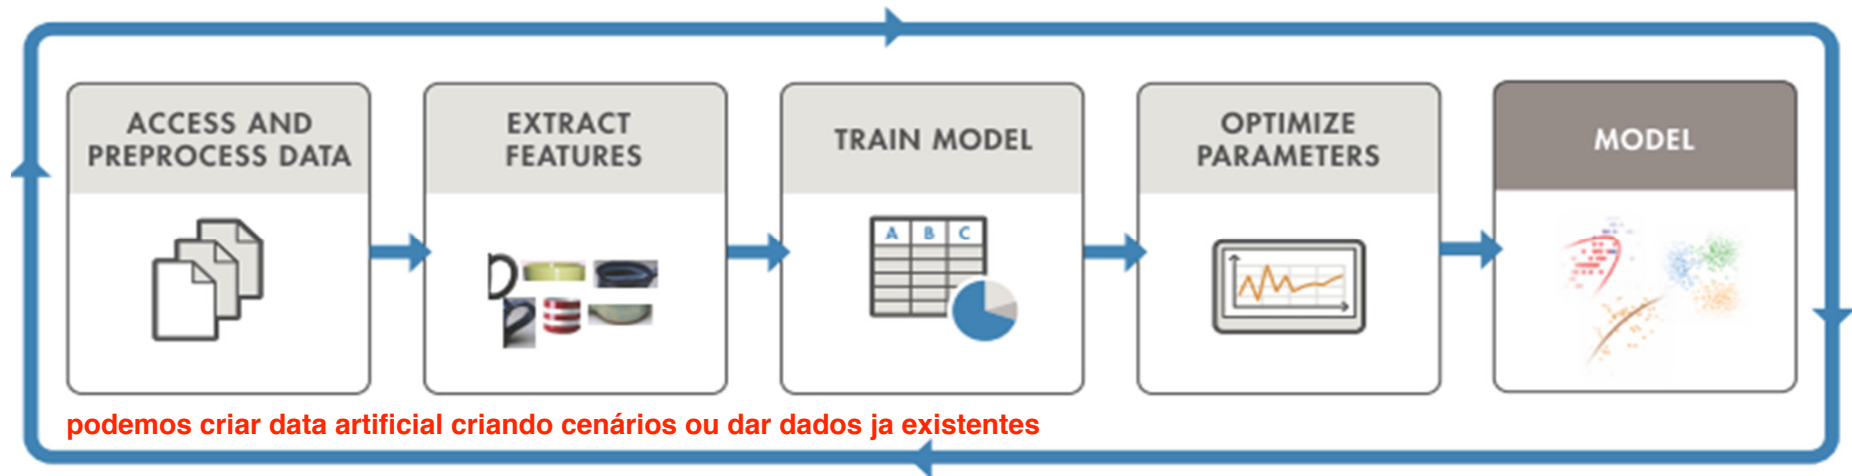 ACCESS AND
PREPROCESS DATA
EXTRACT
FEATURES
TRAIN MODEL
OPTIMIZE
PARAMETERS
MODEL
A B C
podemos criar data artificial criando cenários ou dar dados ja existentes